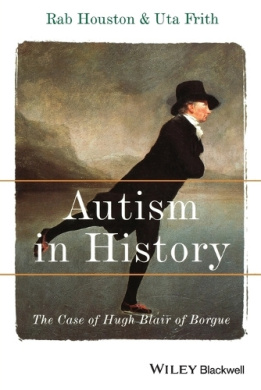 Rab Houston & Uta Frith
Autism
in History
The Case of Hugh Blair of Borgue
WILEY Blackwell